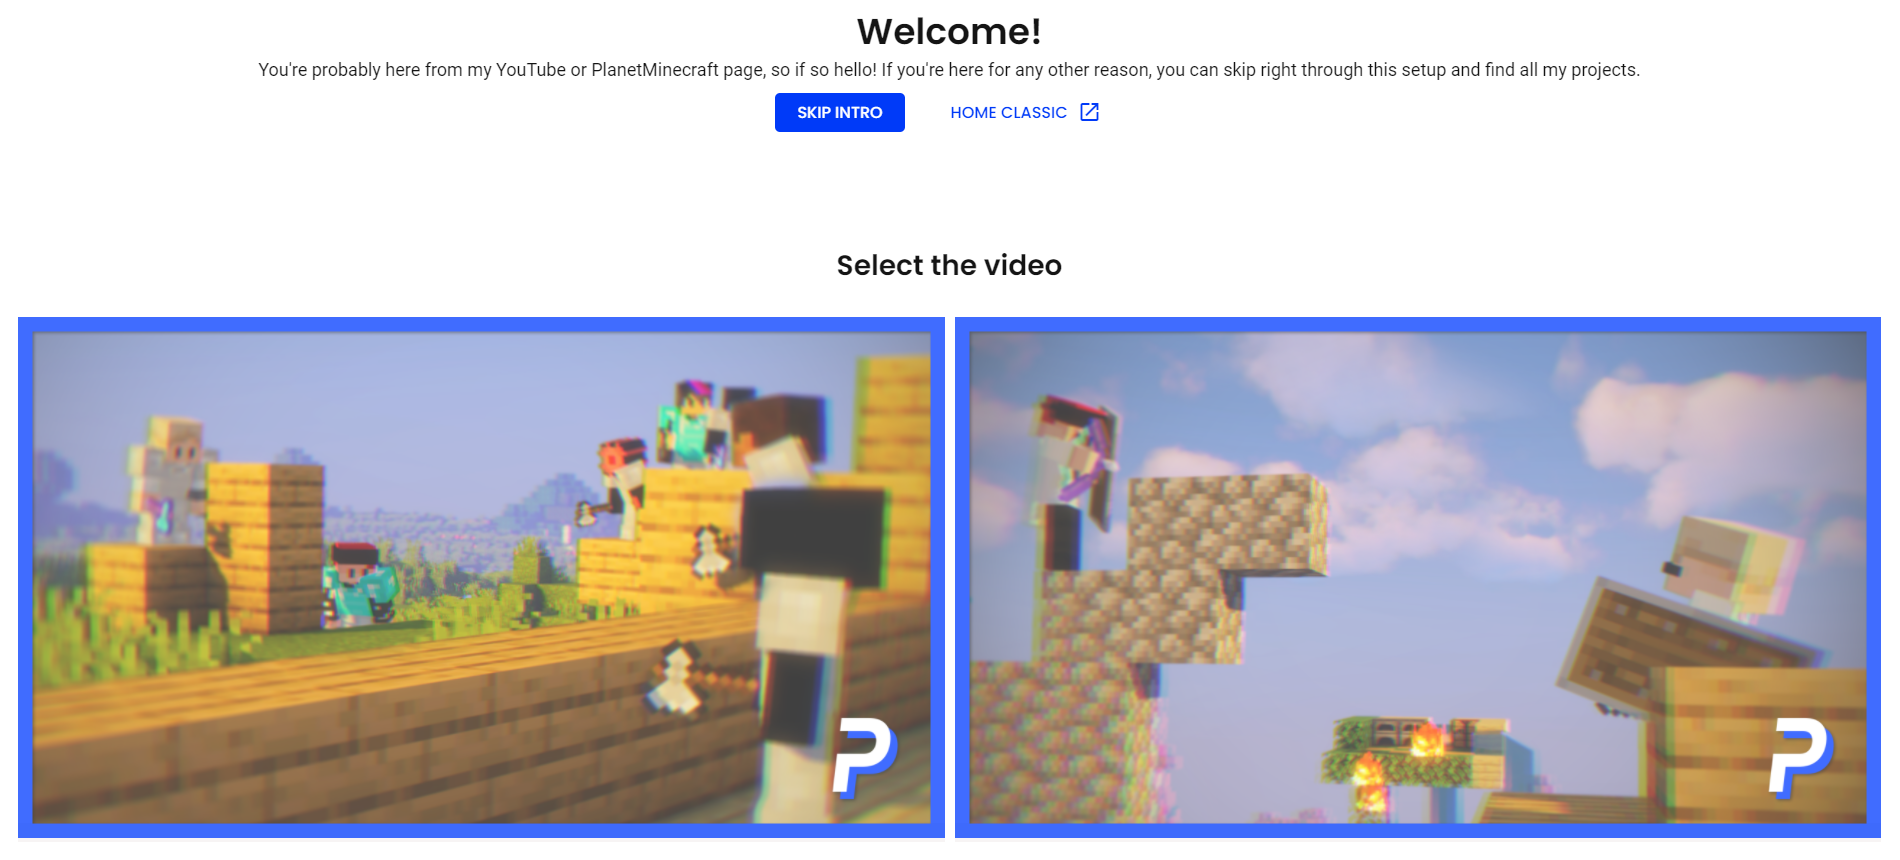 Welcome!
You're probably here from my YouTube or PlanetMinecraft page, so if so hello! If you're here for any other reason, you can skip right through this setup and find all my projects.
SKIP INTRO
HOME CLASSIC
Select the video
P
P